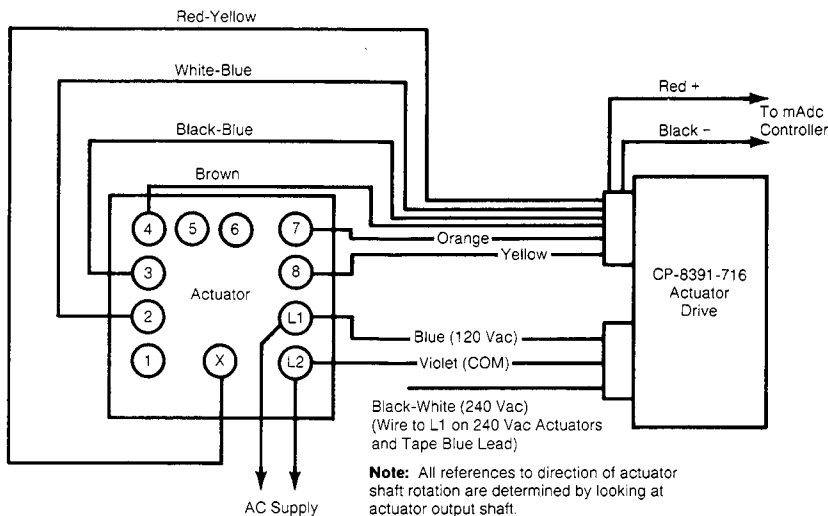 Red-Yellow
White-Blue
Black-Blue
Brown
Red +
Black –
To mAdc
Controller
4
5
6
7
3
8
Actuator
2
L1
1
X
L2
Orange
Yellow
Blue (120 Vac)
Violet (COM)
CP-8391-716
Actuator
Drive
Black-White (240 Vac)
(Wire to L1 on 240 Vac Actuators
and Tape Blue Lead)
Note: All references to direction of actuator
shaft rotation are determined by looking at
actuator output shaft.
AC Supply